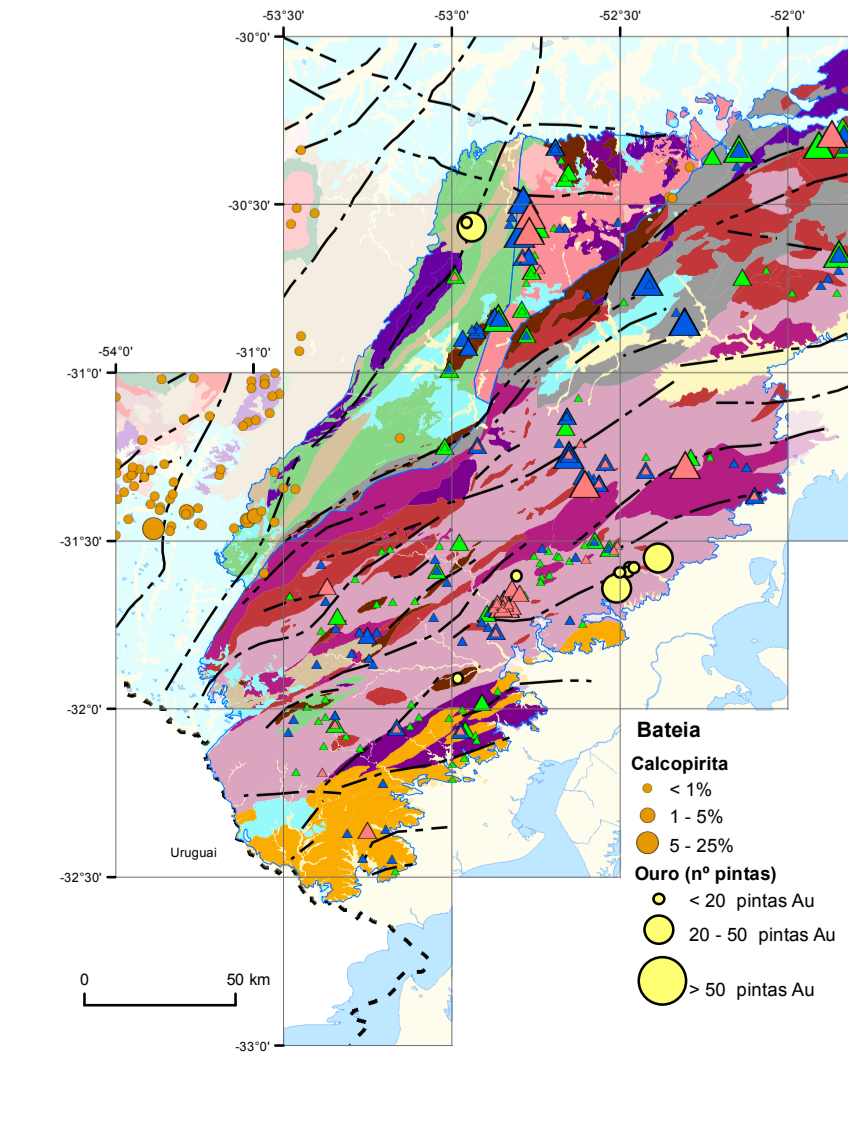 -53°30' -53°0' -52°30' -52°0'
-30°0'
-30°30'
-54°0' -31°0' -31°0'
-31°30'
-32°0'
Bateia
Calcopirita
< 1%
1 - 5%
5 - 25%
Uruguai
Ouro (nº pintas)
-32°30'
< 20 pintas Au
20 - 50 pintas Au
0 50 km
> 50 pintas Au
-33°0'